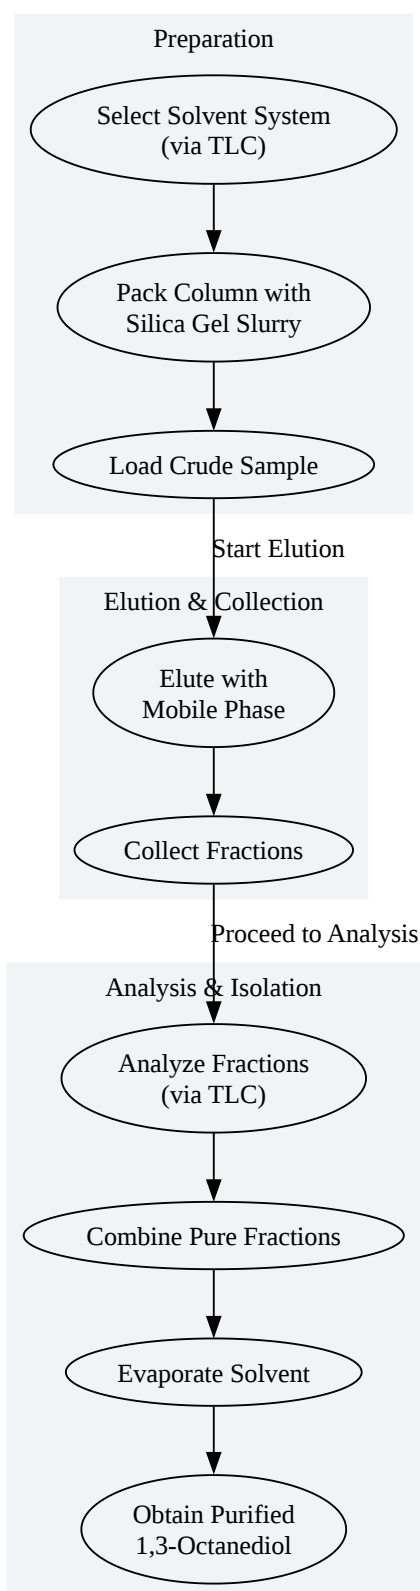 Preparation
Select Solvent System
(via TLC)
Pack Column with
Silica Gel Slurry
Load Crude Sample
Start Elution
Elution & Collection
Elute with
Mobile Phase
Collect Fractions
Proceed to Analysis
Analysis & Isolation
Analyze Fractions
(via TLC)
Combine Pure Fractions
Evaporate Solvent
Obtain Purified
1,3-Octanediol